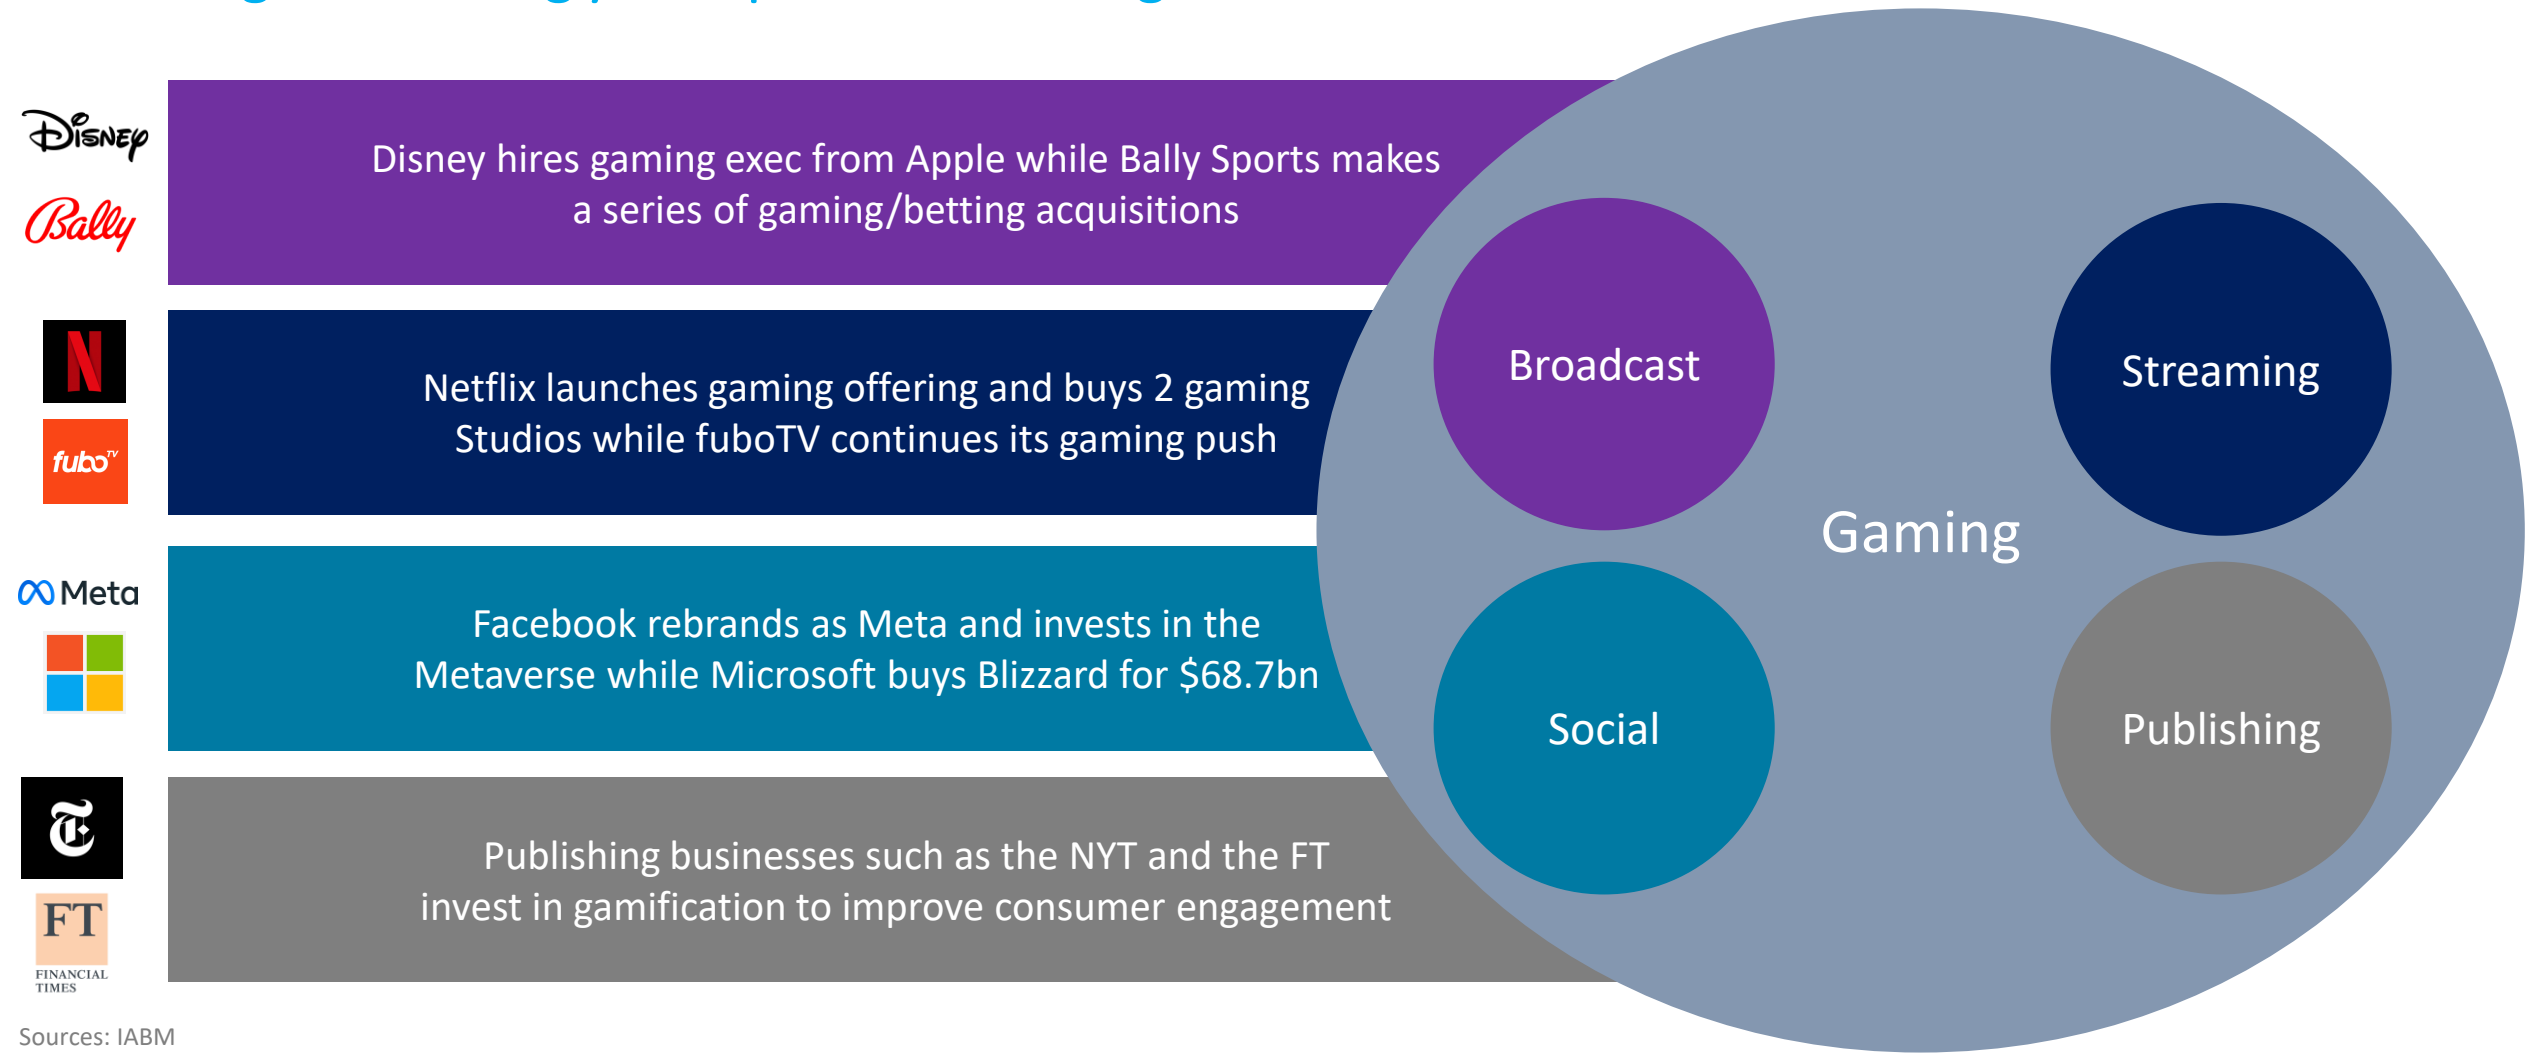 Disney
Bally
Disney hires gaming exec from Apple while Bally Sports makes
a series of gaming/betting acquisitions
N
fuboTV
Netflix launches gaming offering and buys 2 gaming
Studios while fuboTV continues its gaming push
Meta
Facebook rebrands as Meta and invests in the
Metaverse while Microsoft buys Blizzard for $68.7bn
T
FT
FINANCIAL
TIMES
Publishing businesses such as the NYT and the FT
invest in gamification to improve consumer engagement
Broadcast
Streaming
Gaming
Social
Publishing
Sources: IABM